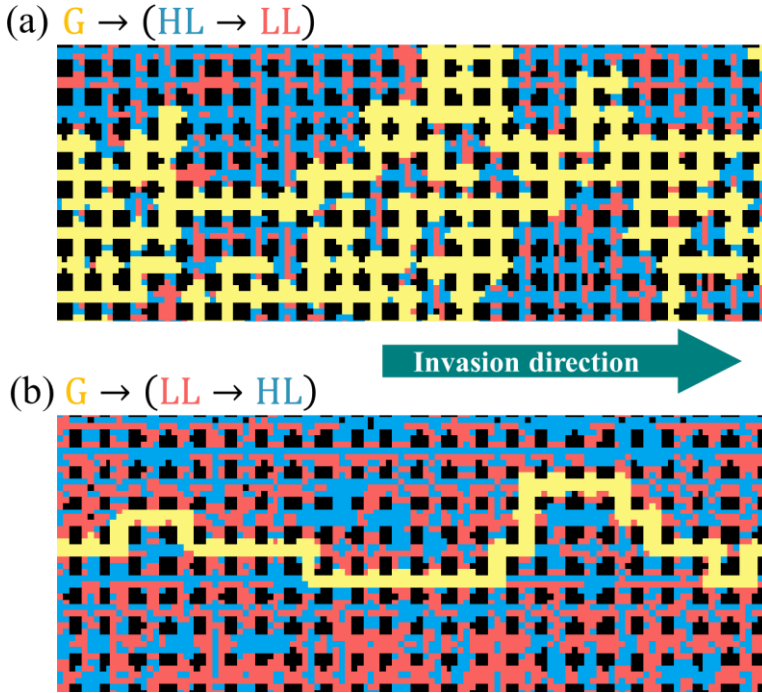 (a) G → (HL → LL)
Invasion direction
(b) G → (LL → HL)